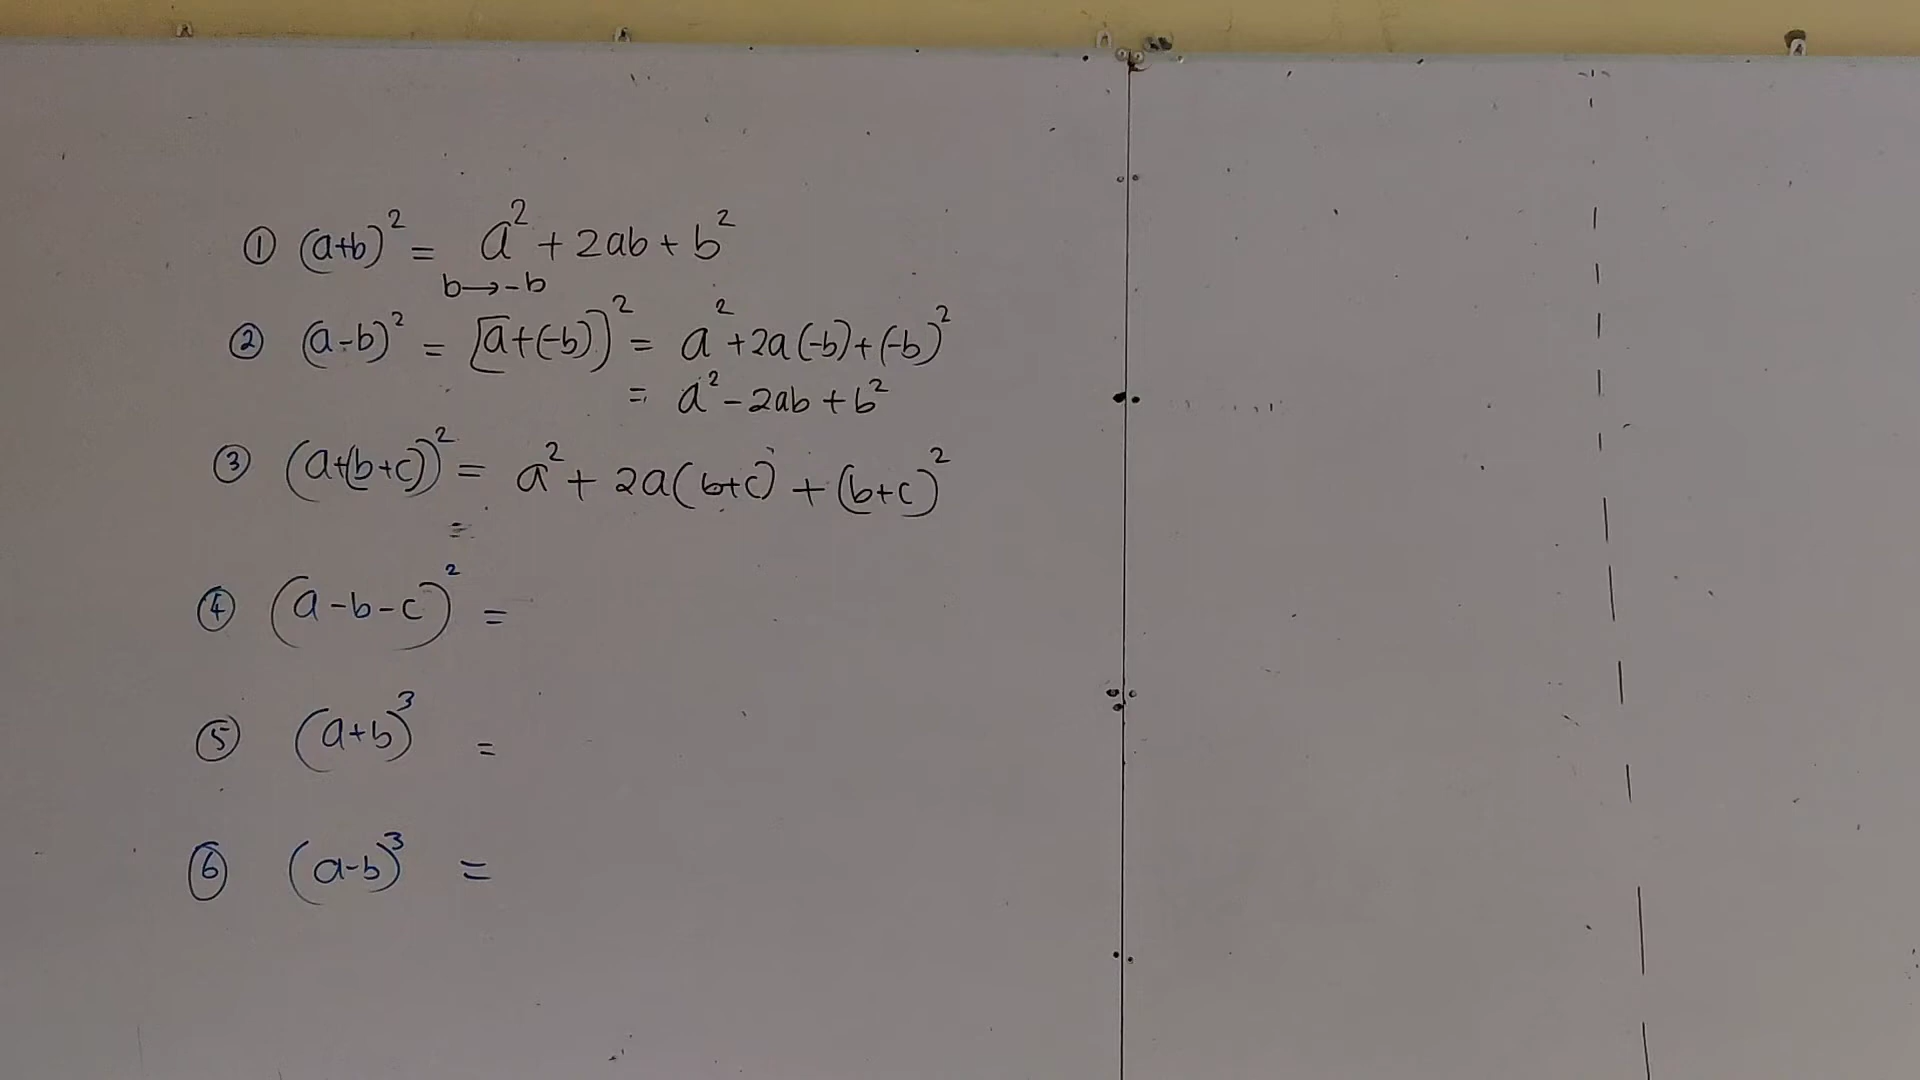 ① (a+b)² = a² + 2ab + b²
b→-b
② (a-b)² = [a+(-b)]² = a² +2a(-b)+(-b)²
= a² - 2ab + b²
③ (a+(b+c))² = a² + 2a(b+c) + (b+c)²
=
④ (a-b-c)² =
⑤ (a+b)³ =
⑥ (a-b)³ =